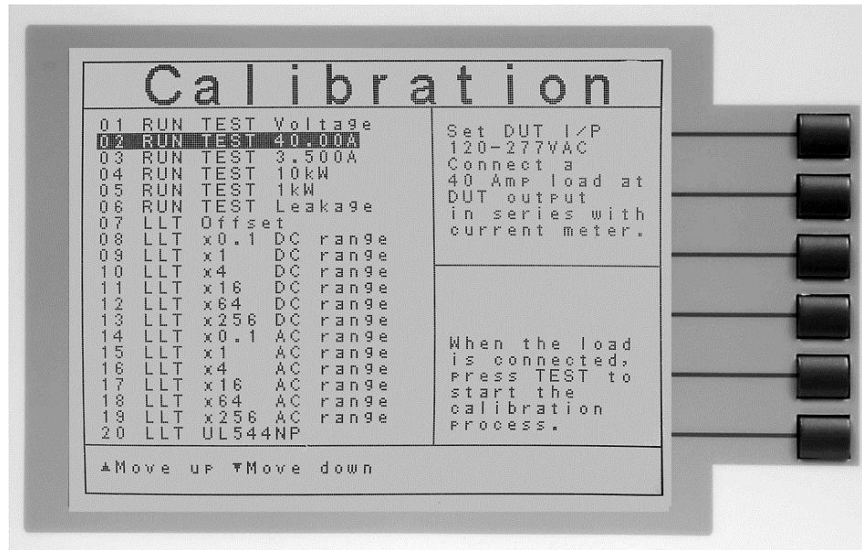 Calibration
01 RUN TEST Voltage
02 RUN TEST 40.00A
03 RUN TEST 3.500A
04 RUN TEST 10kW
05 RUN TEST 1kW
06 RUN TEST Leakage
07 LLT Offset
08 LLT x0.1 DC range
09 LLT x1 DC range
10 LLT x4 DC range
11 LLT x16 DC range
12 LLT x64 DC range
13 LLT x256 DC range
14 LLT x0.1 AC range
15 LLT x1 AC range
16 LLT x4 AC range
17 LLT x16 AC range
18 LLT x64 AC range
19 LLT x256 AC range
20 LLT UL544NP
Set DUT I/P
120-277VAC
Connect a
40 Amp load at
DUT output
in series with
current meter.
When the load
is connected,
press TEST to
start the
calibration
process.
▲Move up ▼Move down